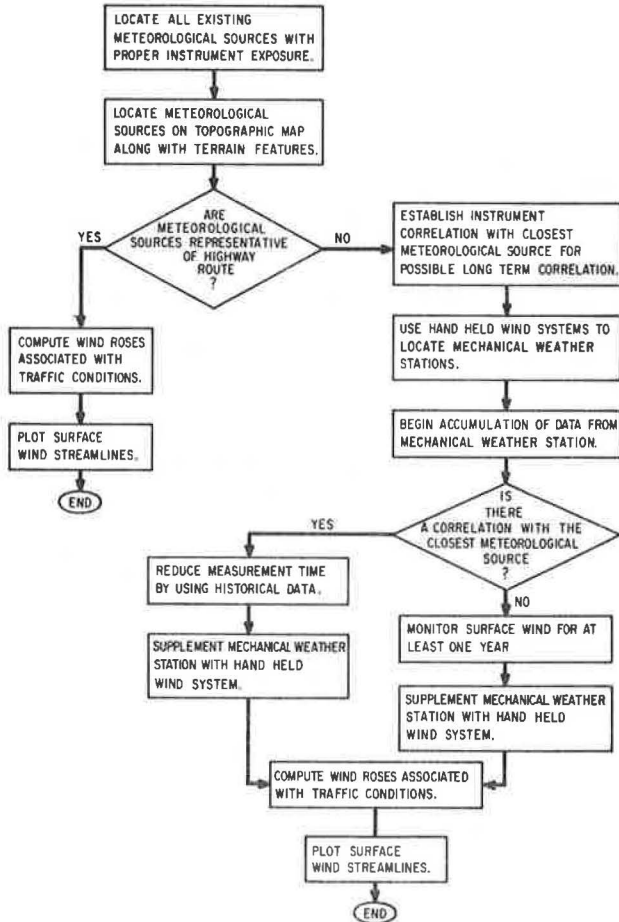 LOCATE ALL EXISTING
METEOROLOGICAL SOURCES WITH
PROPER INSTRUMENT EXPOSURE.
LOCATE METEOROLOGICAL
SOURCES ON TOPOGRAPHIC MAP
ALONG WITH TERRAIN FEATURES.
ARE
METEOROLOGICAL
SOURCES REPRESENTATIVE
OF HIGHWAY
ROUTE
?
YES
NO
COMPUTE WIND ROSES
ASSOCIATED WITH
TRAFFIC CONDITIONS.
PLOT SURFACE
WIND STREAMLINES.
END
ESTABLISH INSTRUMENT
CORRELATION WITH CLOSEST
METEOROLOGICAL SOURCE FOR
POSSIBLE LONG TERM CORRELATION.
USE HAND HELD WIND SYSTEMS TO
LOCATE MECHANICAL WEATHER
STATIONS.
BEGIN ACCUMULATION OF DATA FROM
MECHANICAL WEATHER STATION.
IS
THERE
A CORRELATION WITH THE
CLOSEST METEOROLOGICAL
SOURCE
?
YES
NO
REDUCE MEASUREMENT TIME
BY USING HISTORICAL DATA.
SUPPLEMENT MECHANICAL WEATHER
STATION WITH HAND HELD
WIND SYSTEM.
MONITOR SURFACE WIND FOR AT
LEAST ONE YEAR
SUPPLEMENT MECHANICAL WEATHER
STATION WITH HAND HELD
WIND SYSTEM.
COMPUTE WIND ROSES ASSOCIATED
WITH TRAFFIC CONDITIONS.
PLOT SURFACE
WIND STREAMLINES.
END